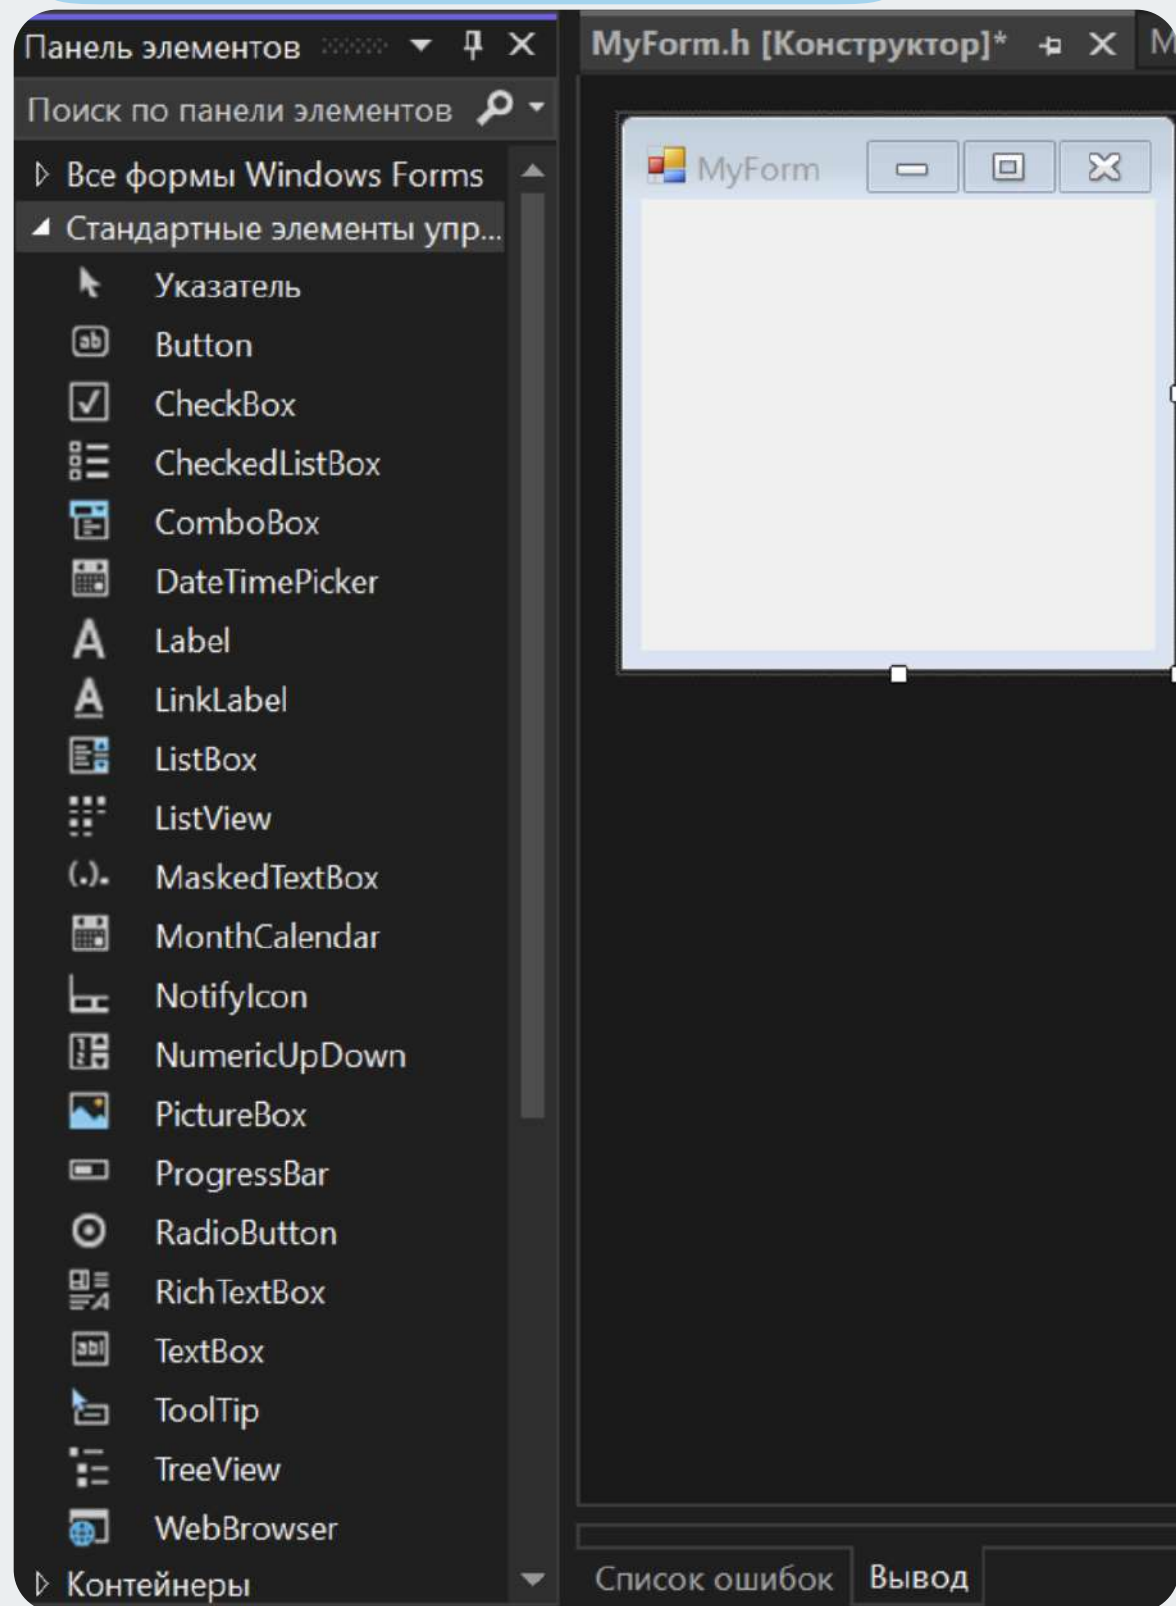 Панель элементов
Поиск по панели элементов
Все формы Windows Forms
Стандартные элементы упр...
Указатель
Button
CheckBox
CheckedListBox
ComboBox
DateTimePicker
Label
LinkLabel
ListBox
ListView
MaskedTextBox
MonthCalendar
NotifyIcon
NumericUpDown
PictureBox
ProgressBar
RadioButton
RichTextBox
TextBox
ToolTip
TreeView
WebBrowser
Контейнеры
MyForm.h [Конструктор]*
MyForm
Список ошибок
Вывод